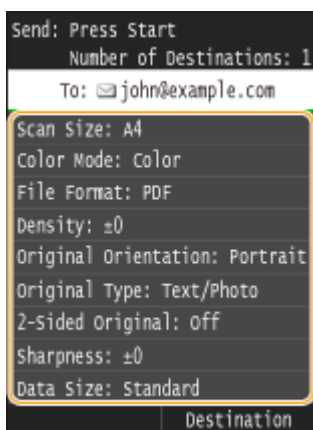 Send: Press Start
Number of Destinations: 1
To: john@example.com
Scan Size: A4
Color Mode: Color
File Format: PDF
Density: ±0
Original Orientation: Portrait
Original Type: Text/Photo
2-Sided Original: Off
Sharpness: ±0
Data Size: Standard
Destination